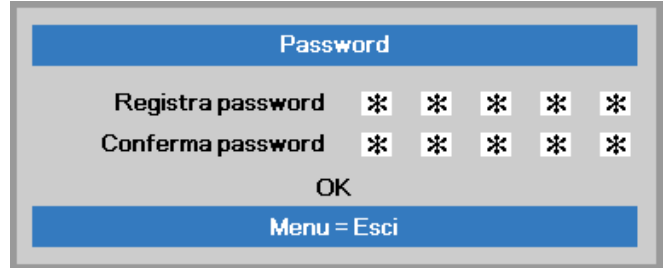 Password
Registra password * * * * *
Conferma password * * * * *
OK
Menu = Esci